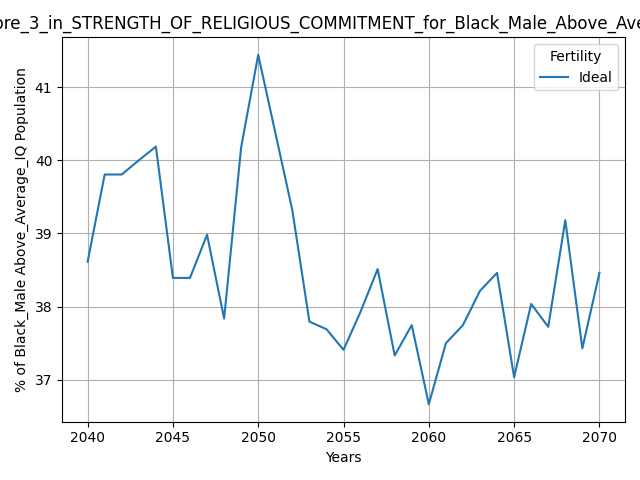 ore_3_in_STRENGTH_OF_RELIGIOUS_COMMITMENT_for_Black_Male_Above_Ave
Fertility
Ideal
% of Black_Male Above_Average_IQ Population
41
40
39
38
37
2040 2045 2050 2055 2060 2065 2070
Years